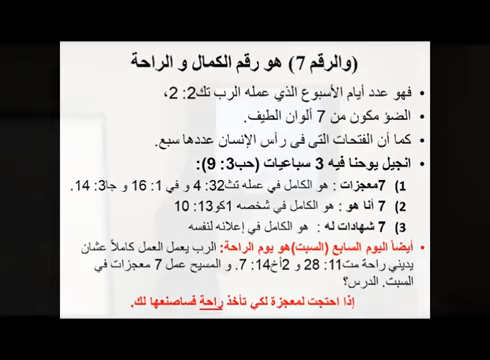 (والرقم 7) هو رقم الكمال و الراحة
• فهو عدد أيام الأسبوع الذي عمله الرب تك2: 2،
• الضؤ مكون من 7 ألوان الطيف.
• كما أن الفتحات التى فى رأس الإنسان عددها سبع.
• انجيل يوحنا فيه 3 سباعيات (حب3: 9):
1) 7معجزات : هو الكامل في عمله تث32: 4 و في 1: 16 و جا3: 14.
2) 7 أنا هو : هو الكامل في شخصه 1كو13: 10
3) 7 شهادات له : هو الكامل في إعلانه لنفسه
• أيضاً اليوم السابع (السبت)هو يوم الراحة: الرب يعمل العمل كاملاً عشان
يديني راحة مت11: 28 و 2أخ14: 7. و المسيح عمل 7 معجزات في
السبت. الدرس؟
إذا احتجت لمعجزة لكي تأخذ راحة فساصنعها لك.